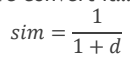 sim = 1 / (1 + d)